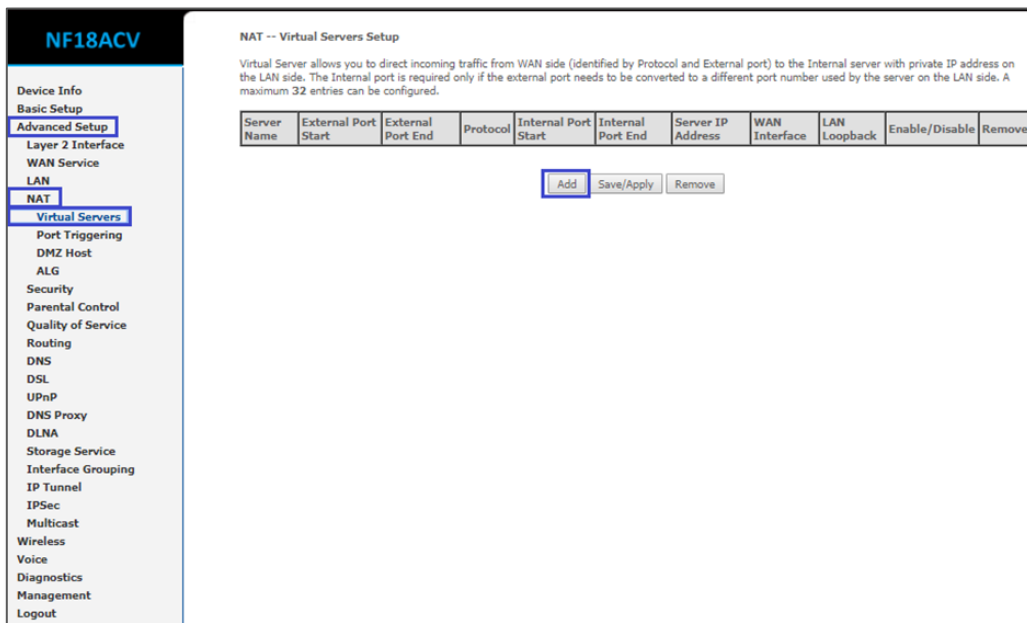 NF18ACV
Device Info
Basic Setup
Advanced Setup
Layer 2 Interface
WAN Service
LAN
NAT
Virtual Servers
Port Triggering
DMZ Host
ALG
Security
Parental Control
Quality of Service
Routing
DNS
DSL
UPnP
DNS Proxy
DLNA
Storage Service
Interface Grouping
IP Tunnel
IPSec
Multicast
Wireless
Voice
Diagnostics
Management
Logout
NAT -- Virtual Servers Setup
Virtual Server allows you to direct incoming traffic from WAN side (identified by Protocol and External port) to the Internal server with private IP address on
the LAN side. The Internal port is required only if the external port needs to be converted to a different port number used by the server on the LAN side. A
maximum 32 entries can be configured.
Server Name
External Port Start
External Port End
Protocol
Internal Port Start
Internal Port End
Server IP Address
WAN Interface
LAN Loopback
Enable/Disable
Remove
Add
Save/Apply
Remove